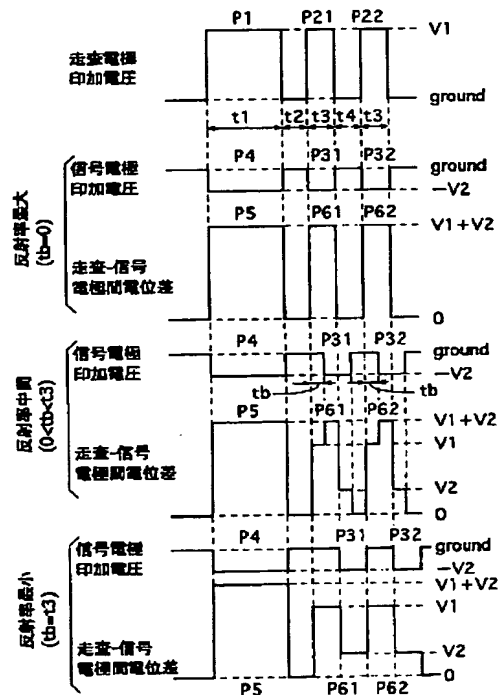 P1 P21 P22
走査電極
印加電圧
V1
ground
t1 t2 t3 t4 t3
反射率最大
(tb=0)
信号電極
印加電圧
P4 P31 P32
ground
−V2
P5 P61 P62
V1+V2
走査-信号
電極間電位差
0
反射率中間
(0<tb<t3)
信号電極
印加電圧
P4 P31 P32
ground
−V2
tb tb
P5 P61 P62
V1+V2
V1
走査-信号
電極間電位差
V2
0
反射率最小
(tb=t3)
信号電極
印加電圧
P4 P31 P32
ground
−V2
V1+V2
V1
走査-信号
電極間電位差
V2
0
P5 P61 P62